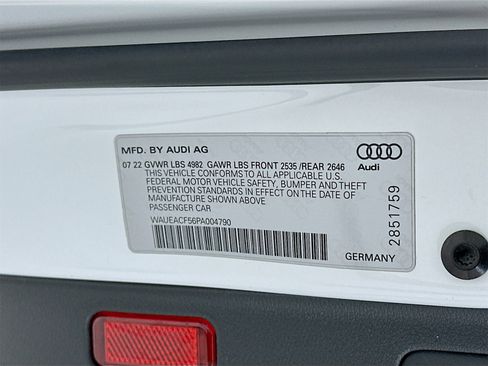 MFD. BY AUDI AG
07 22 GVWR LBS 4982 GAWR LBS FRONT 2535 /REAR 2646
THIS VEHICLE CONFORMS TO ALL APPLICABLE U.S.
FEDERAL MOTOR VEHICLE SAFETY, BUMPER AND THEFT
PREVENTION STANDARDS IN EFFECT ON THE DATE OF
MANUFACTURE SHOWN ABOVE
PASSENGER CAR
WAUEACF56PA004790
Audi
2851759
GERMANY